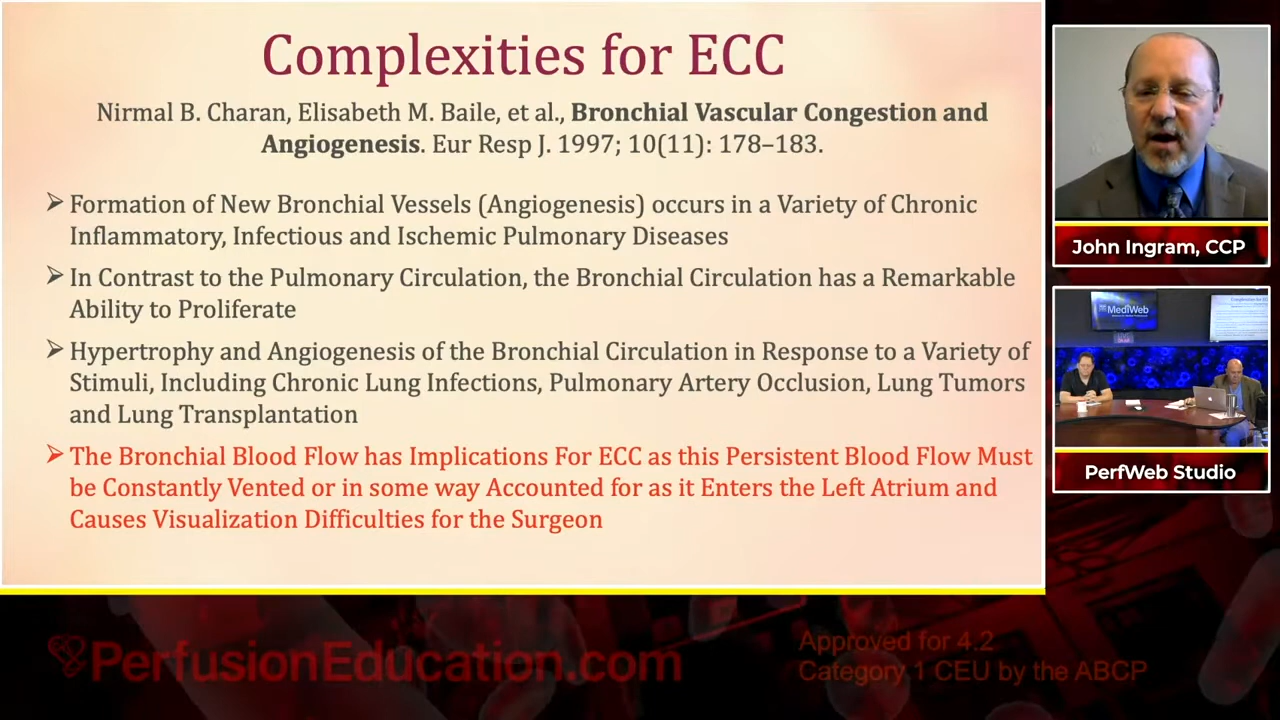 Complexities for ECC
Nirmal B. Charan, Elisabeth M. Baile, et al., Bronchial Vascular Congestion and
Angiogenesis. Eur Resp J. 1997; 10(11): 178–183.
➢ Formation of New Bronchial Vessels (Angiogenesis) occurs in a Variety of Chronic
Inflammatory, Infectious and Ischemic Pulmonary Diseases
➢ In Contrast to the Pulmonary Circulation, the Bronchial Circulation has a Remarkable
Ability to Proliferate
➢ Hypertrophy and Angiogenesis of the Bronchial Circulation in Response to a Variety of
Stimuli, Including Chronic Lung Infections, Pulmonary Artery Occlusion, Lung Tumors
and Lung Transplantation
➢ The Bronchial Blood Flow has Implications For ECC as this Persistent Blood Flow Must
be Constantly Vented or in some way Accounted for as it Enters the Left Atrium and
Causes Visualization Difficulties for the Surgeon
John Ingram, CCP
MediWeb
PerfWeb Studio
PerfusionEducation.com
Approved for 4.2
Category 1 CEU by the ABCP